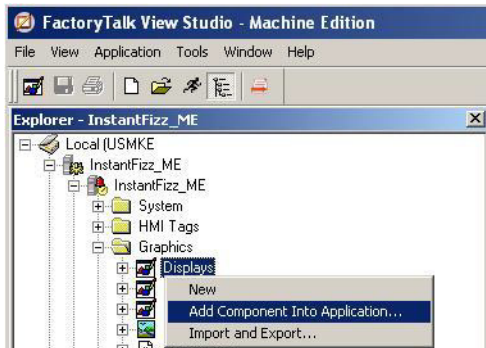 FactoryTalk View Studio - Machine Edition
File View Application Tools Window Help
Explorer - InstantFizz_ME
Local (USMKE
InstantFizz_ME
InstantFizz_ME
System
HMI Tags
Graphics
Displays
New
Add Component Into Application...
Import and Export...